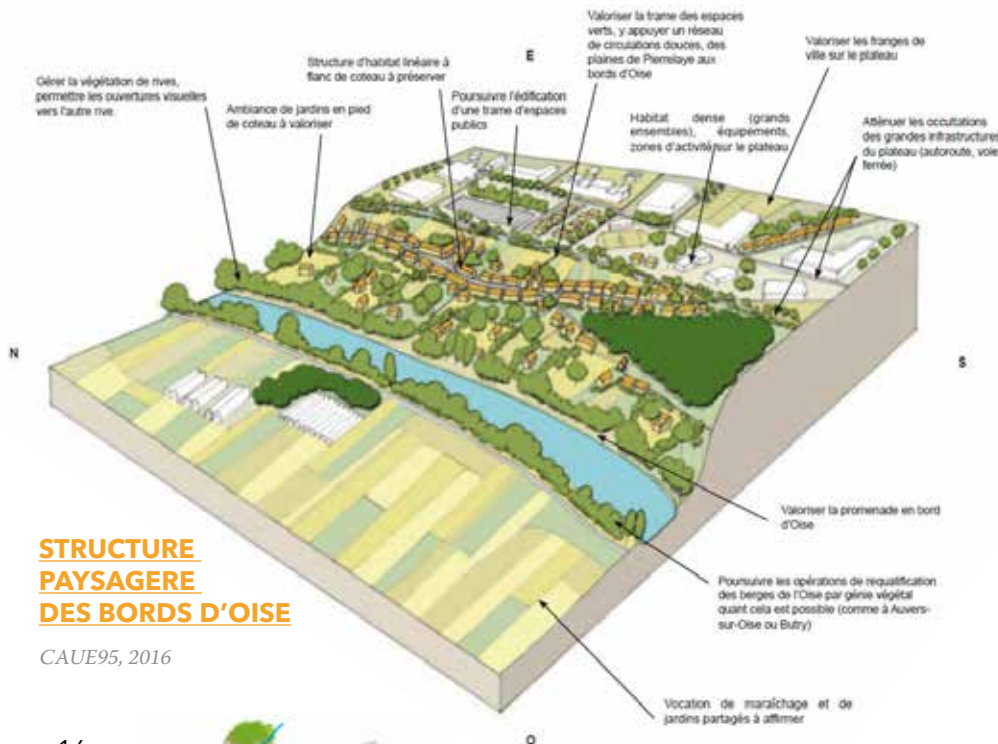 Valoriser la trame des espaces
verts, y appuyer un réseau
de circulations douces, des
plaines de Pierrelaye aux
bords d'Oise
E
Valoriser les franges de
ville sur le plateau
Structure d'habitat linéaire à
flanc de coteau à préserver
Gérer la végétation de rives,
permettre les ouvertures visuelles
vers l'autre rive.
Ambiance de jardins en pied
de coteau à valoriser
Poursuivre l'édification
d'une trame d'espaces
publics
Habitat dense (grands
ensembles), équipements,
zones d'activité sur le plateau
Atténuer les occultations
des grandes infrastructures
du plateau (autoroute, voie
ferrée)
N
S
Valoriser la promenade en bord
d'Oise
STRUCTURE
PAYSAGERE
DES BORDS D'OISE
CAUE95, 2016
Poursuivre les opérations de requalification
des berges de l'Oise par génie végétal
quant cela est possible (comme à Auvers-
sur-Oise ou Butry)
Vocation de maraîchage et de
jardins partagés à affirmer
O